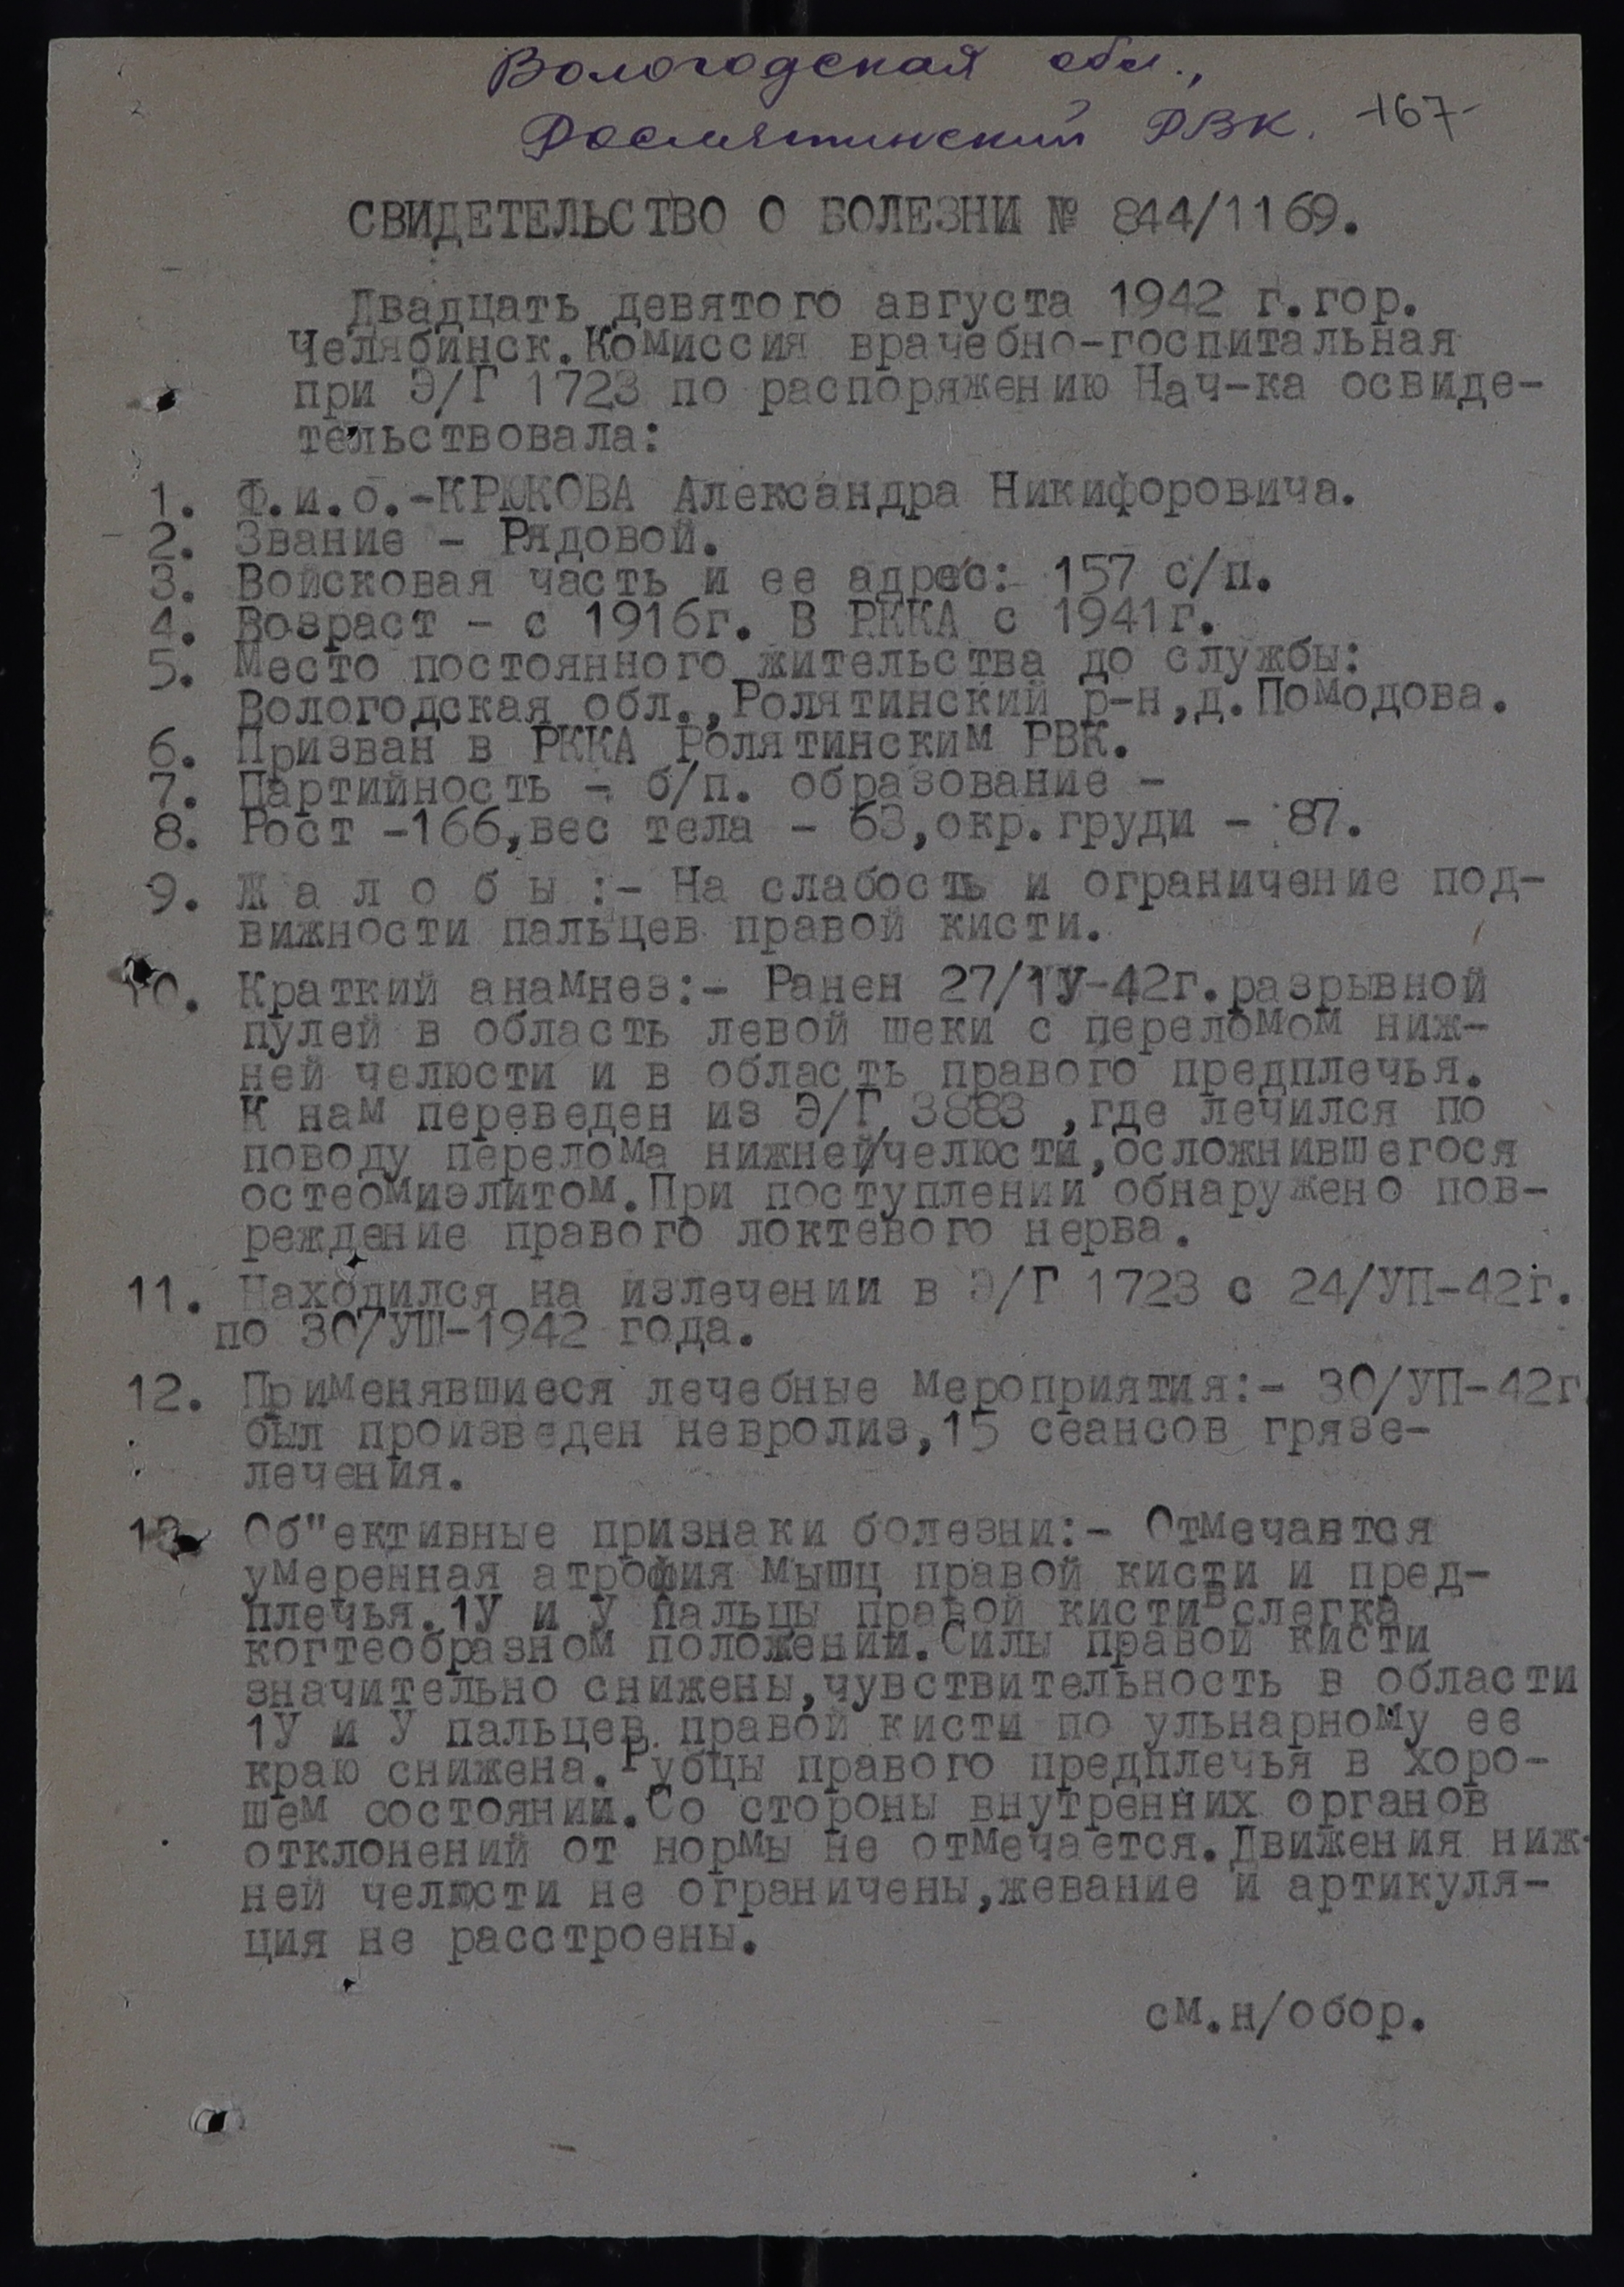 Вологодская обл.,
Рослятинский РВК. -167-
СВИДЕТЕЛЬСТВО О БОЛЕЗНИ № 844/1169.
Двадцать девятого августа 1942 г.гор.
Челябинск.Комиссия врачебно-госпитальная
при Э/Г 1723 по распоряжению Нач-ка освиде-
тельствовала:
1. Ф.и.о.-КРЮКОВА Александра Никифоровича.
2. Звание - Рядовой.
3. Войсковая часть и ее адрес:- 157 с/п.
4. Возраст - с 1916г. В РККА с 1941г.
5. Место постоянного жительства до службы:
Вологодская обл.,Ролятинский р-н,д.Помодова.
6. Призван в РККА Ролятинским РВК.
7. Партийность - б/п. образование -
8. Рост -166,вес тела - 63,окр.груди - 87.
9. Ж а л о б ы :- На слабость и ограничение под-
вижности пальцев правой кисти.
10. Краткий анамнез:- Ранен 27/1У-42г.разрывной
пулей в область левой шеки с переломом ниж-
ней челюсти и в область правого предплечья.
К нам переведен из Э/Г 3883 ,где лечился по
поводу перелома нижней/челюсти,осложнившегося
остеомиэлитом.При поступлении обнаружено пов-
реждение правого локтевого нерва.
11. Находился на излечении в Э/Г 1723 с 24/УП-42г.
по 30/УШ-1942 года.
12. Применявшиеся лечебные мероприятия:- 30/УП-42г.
был произведен невролиз,15 сеансов грязе-
лечения.
13. Об"ективные признаки болезни:- Отмечается
умеренная атрофия мышц правой кисти и пред-
плечья.1У и У пальцы правой кисти в слегка
когтеобразном положении.Силы правой кисти
значительно снижены,чувствительность в области
1У и У пальцев правой кисти по ульнарному ее
краю снижена.Рубцы правого предплечья в хоро-
шем состоянии.Со стороны внутренних органов
отклонений от нормы не отмечается.Движения ниж-
ней челюсти не ограничены,жевание и артикуля-
ция не расстроены.
см.н/обор.